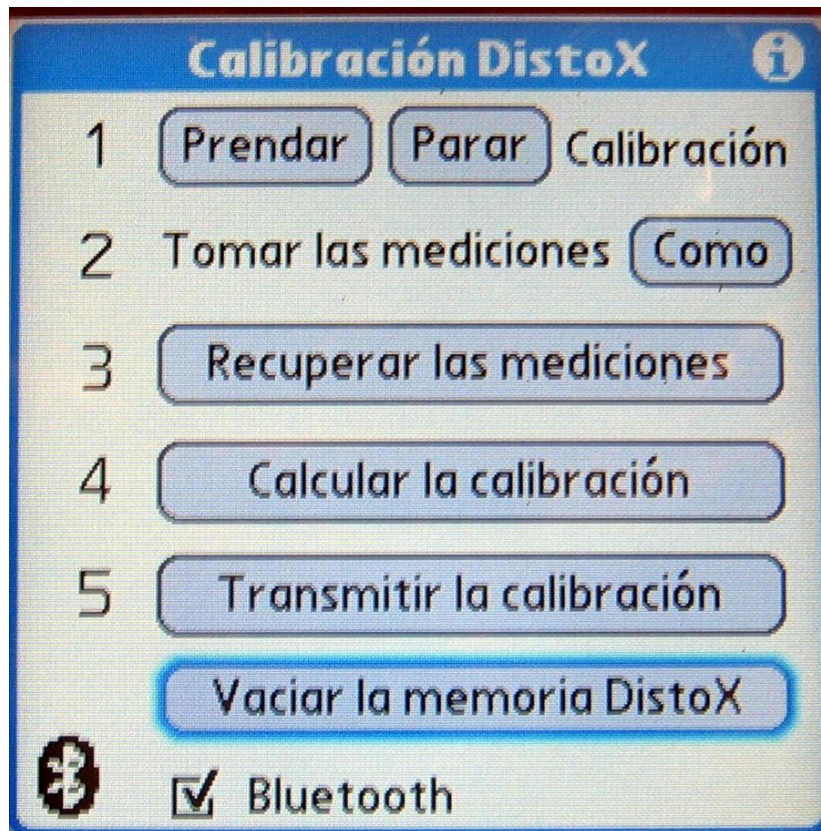 Calibración DistoX
1 Prendar Parar Calibración
2 Tomar las mediciones Como
3 Recuperar las mediciones
4 Calcular la calibración
5 Transmitir la calibración
Vaciar la memoria DistoX
Bluetooth